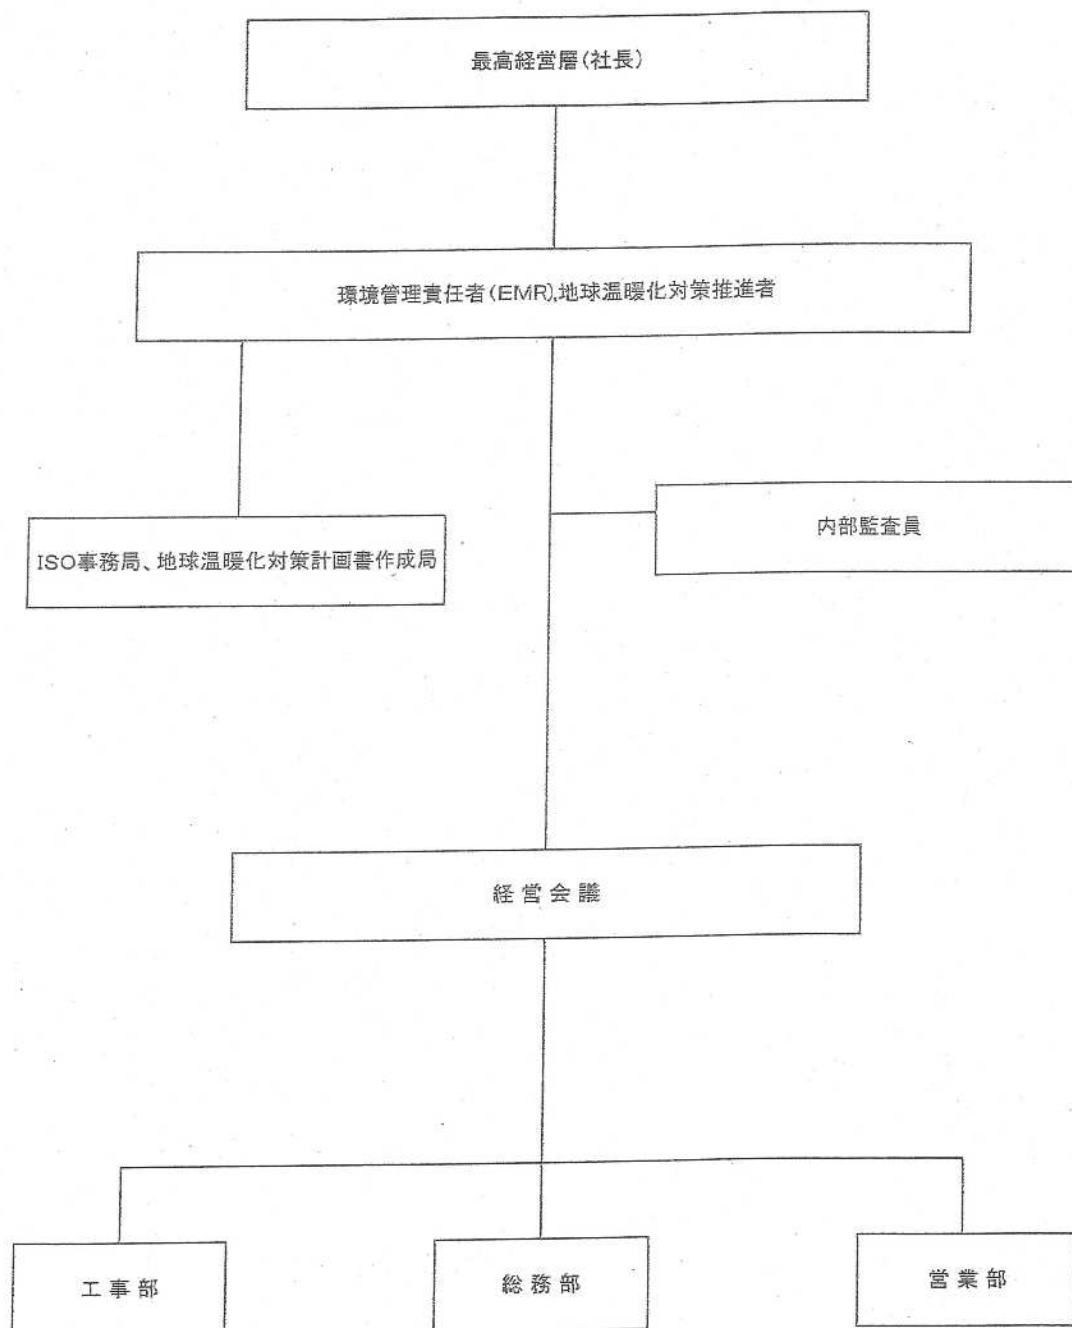 最高経営層(社長)
環境管理責任者(EMR),地球温暖化対策推進者
内部監査員
ISO事務局、地球温暖化対策計画書作成局
経営会議
工事部
総務部
営業部